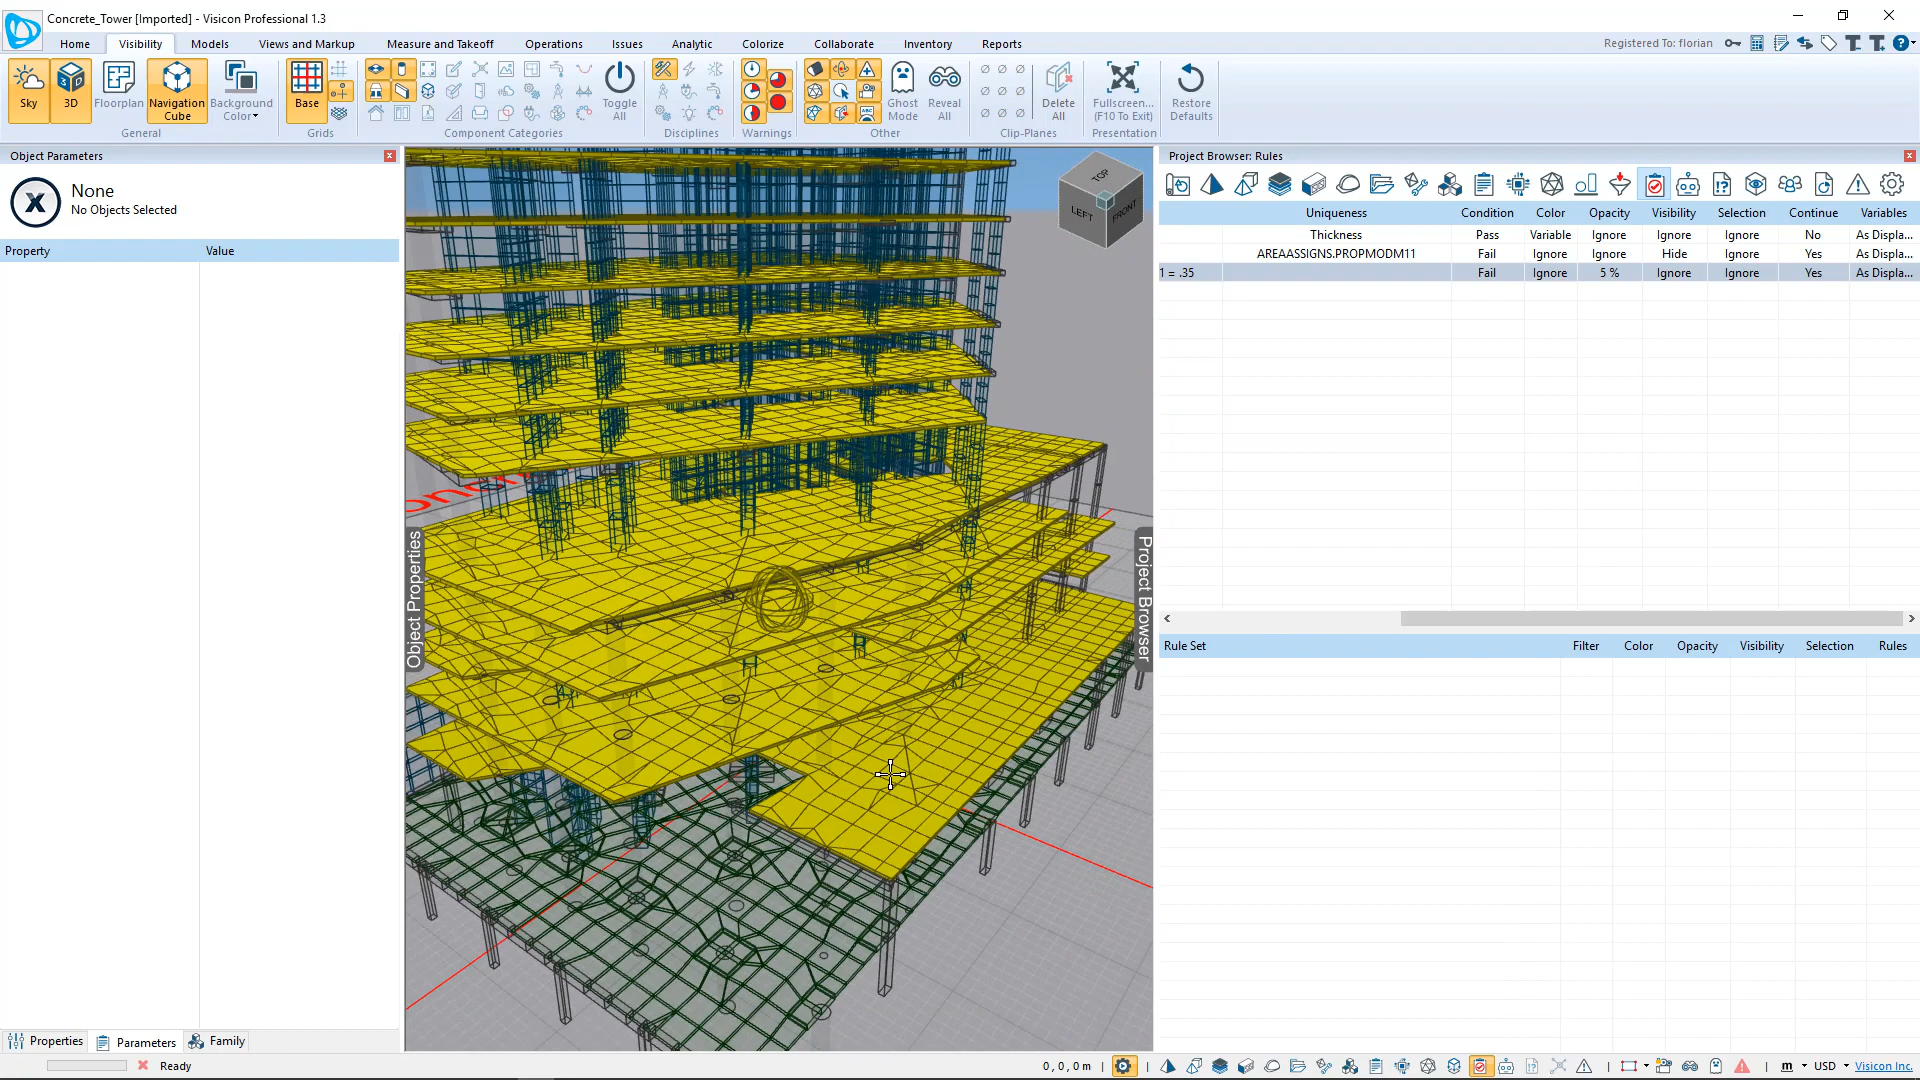 Concrete_Tower [Imported] - Visicon Professional 1.3
Home Visibility Models Views and Markup Measure and Takeoff Operations Issues Analytic Colorize Collaborate Inventory Reports
Registered To: florian
Sky 3D Floorplan Navigation Cube Background Color Base Toggle All Ghost Mode Reveal All Delete All Fullscreen... (F10 To Exit) Restore Defaults
General Grids Component Categories Disciplines Warnings Other Clip-Planes Presentation
Object Parameters
None
No Objects Selected
Property Value
TOP
LEFT FRONT
Object Properties
Project Browser
Project Browser: Rules
Uniqueness Condition Color Opacity Visibility Selection Continue Variables
Thickness Pass Variable Ignore Ignore Ignore No As Displa...
AREAASSIGNS.PROPMODM11 Fail Ignore Ignore Hide Ignore Yes As Displa...
1 = .35 Fail Ignore 5 % Ignore Ignore Yes As Displa...
Rule Set Filter Color Opacity Visibility Selection Rules
Properties Parameters Family
Ready
0 , 0 , 0 m
m USD Visicon Inc.